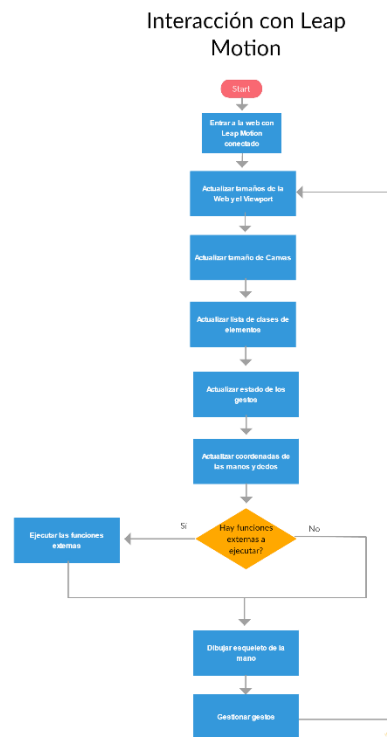 Interacción con Leap
Motion
Start
Entrar a la web con
Leap Motion
conectado
Actualizar tamaños de la
Web y el Viewport
Actualizar tamaño de Canvas
Actualizar lista de clases de
elementos
Actualizar estado de los
gestos
Actualizar coordenadas de
las manos y dedos
Hay funciones
externas a
ejecutar?
Si
No
Ejecutar las funciones
externas
Dibujar esqueleto de la
mano
Gestionar gestos